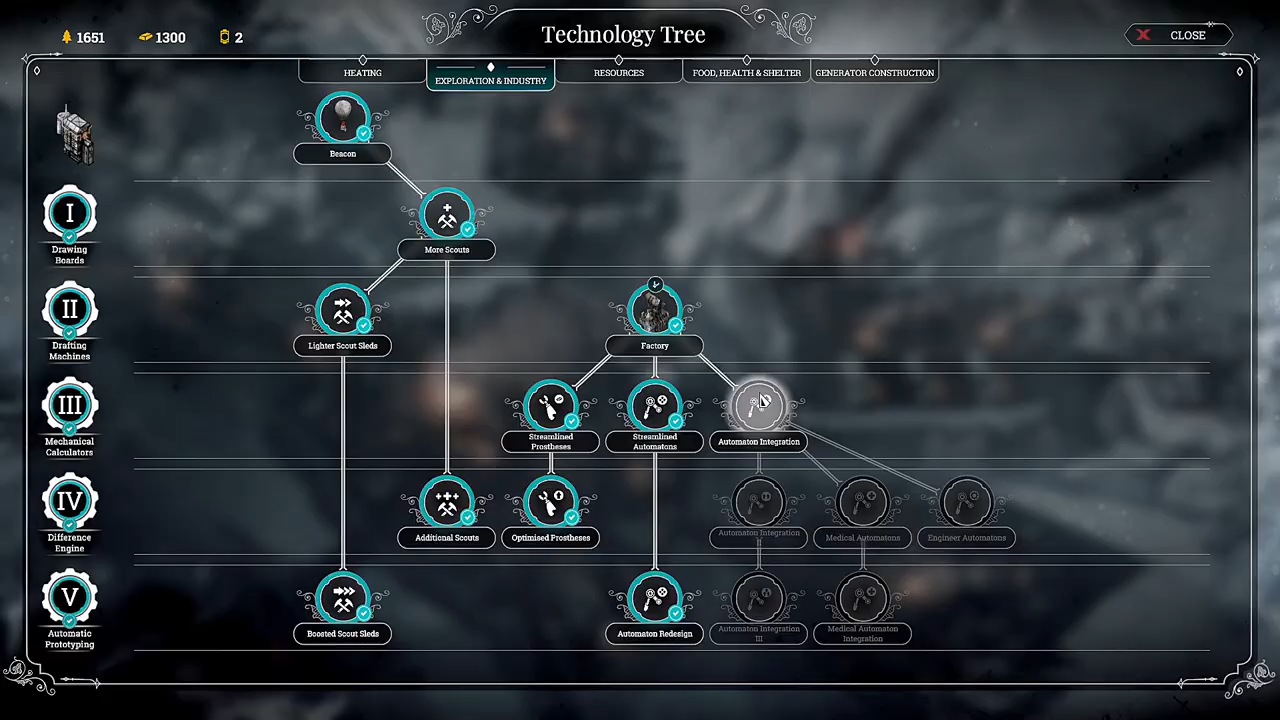 1651 1300 2
Technology Tree
CLOSE
HEATING
EXPLORATION & INDUSTRY
RESOURCES
FOOD, HEALTH & SHELTER
GENERATOR CONSTRUCTION
Beacon
I
Drawing
Boards
More Scouts
II
Drafting
Machines
Lighter Scout Sleds
Factory
III
Mechanical
Calculators
Streamlined
Prostheses
Streamlined
Automatons
Automaton Integration
IV
Difference
Engine
Additional Scouts
Optimised Prostheses
Automaton Integration
II
Medical Automatons
Engineer Automatons
V
Automatic
Prototyping
Boosted Scout Sleds
Automaton Redesign
Automaton Integration
III
Medical Automaton
Integration